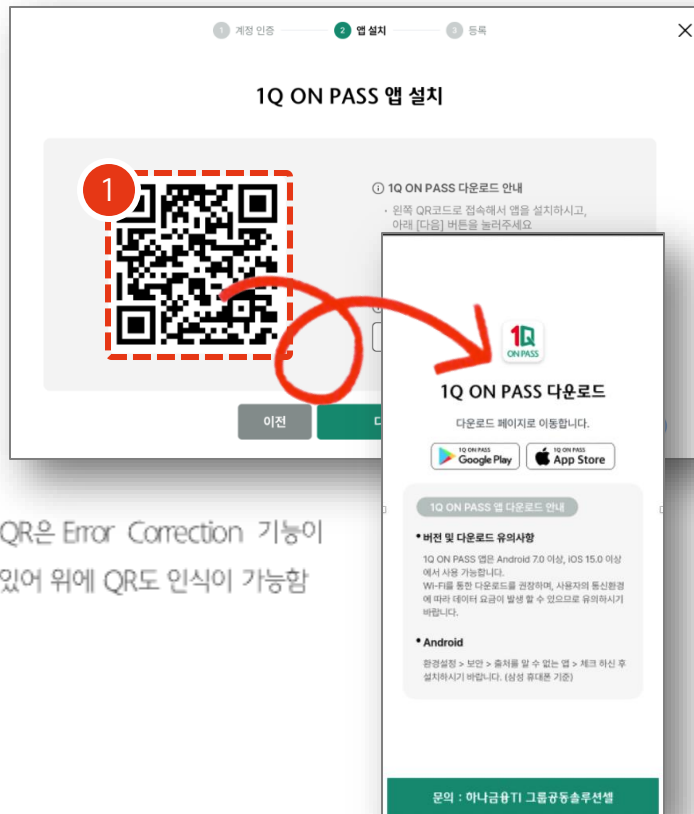 1 계정 인증 2 앱 설치 3 등록
1Q ON PASS 앱 설치
1
1Q ON PASS 다운로드 안내
왼쪽 QR코드로 접속해서 앱을 설치하시고,
아래 [다음] 버튼을 눌러주세요
이전
QR은 Error Correction 기능이
있어 위에 QR도 인식이 가능함
1Q
ON PASS
1Q ON PASS 다운로드
다운로드 페이지로 이동합니다.
1Q ON PASS
Google Play
1Q ON PASS
App Store
1Q ON PASS 앱 다운로드 안내
• 버전 및 다운로드 유의사항
1Q ON PASS 앱은 Android 7.0 이상, iOS 15.0 이상
에서 사용 가능합니다.
Wi-Fi를 통한 다운로드를 권장하며, 사용자의 통신환경
에 따라 데이터 요금이 발생 할 수 있으므로 유의하시기
바랍니다.
• Android
환경설정 > 보안 > 출처를 알 수 없는 앱 > 체크 하신 후
설치하시기 바랍니다. (삼성 휴대폰 기준)
문의 : 하나금융TI 그룹공동솔루션셀